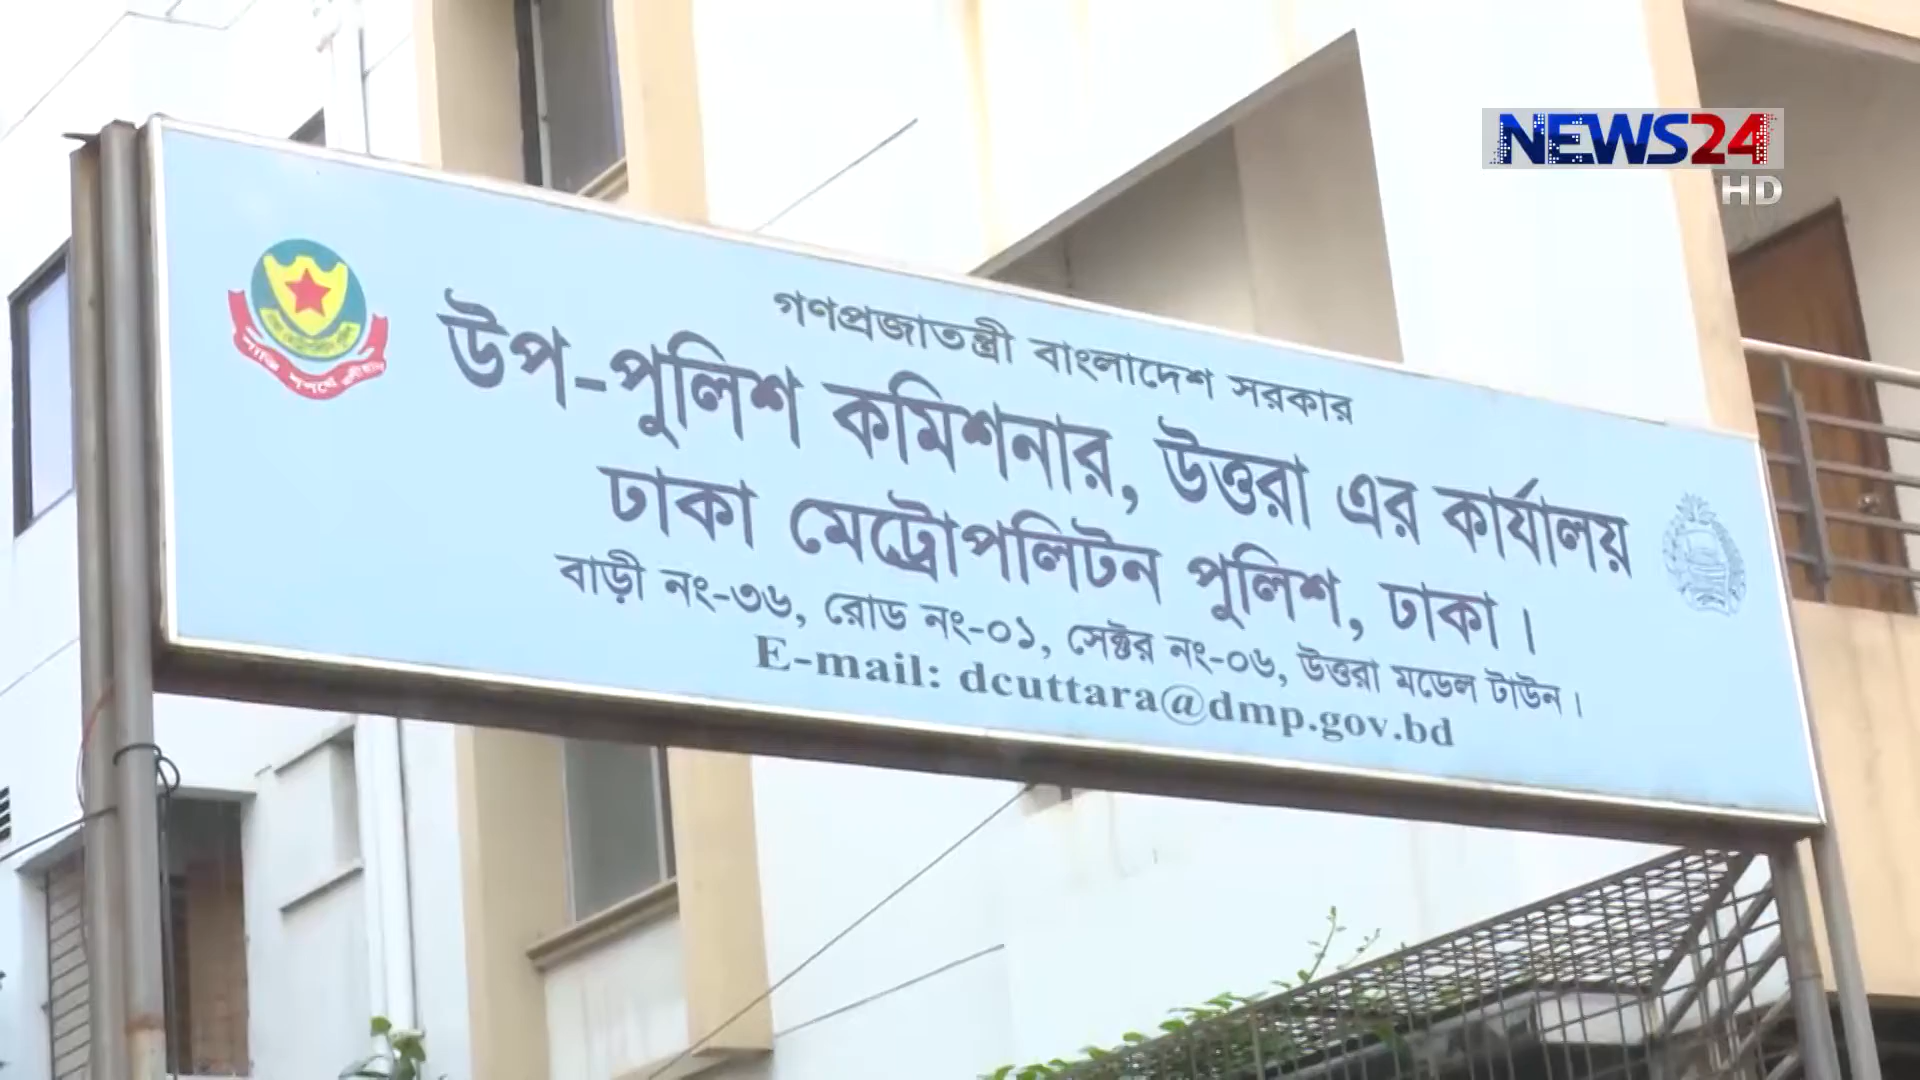 NEWS24
HD
গণপ্রজাতন্ত্রী বাংলাদেশ সরকার
উপ-পুলিশ কমিশনার, উত্তরা এর কার্যালয়
ঢাকা মেট্রোপলিটন পুলিশ, ঢাকা।
বাড়ী নং-৩৬, রোড নং-০১, সেক্টর নং-০৬, উত্তরা মডেল টাউন।
E-mail: dcuttara@dmp.gov.bd